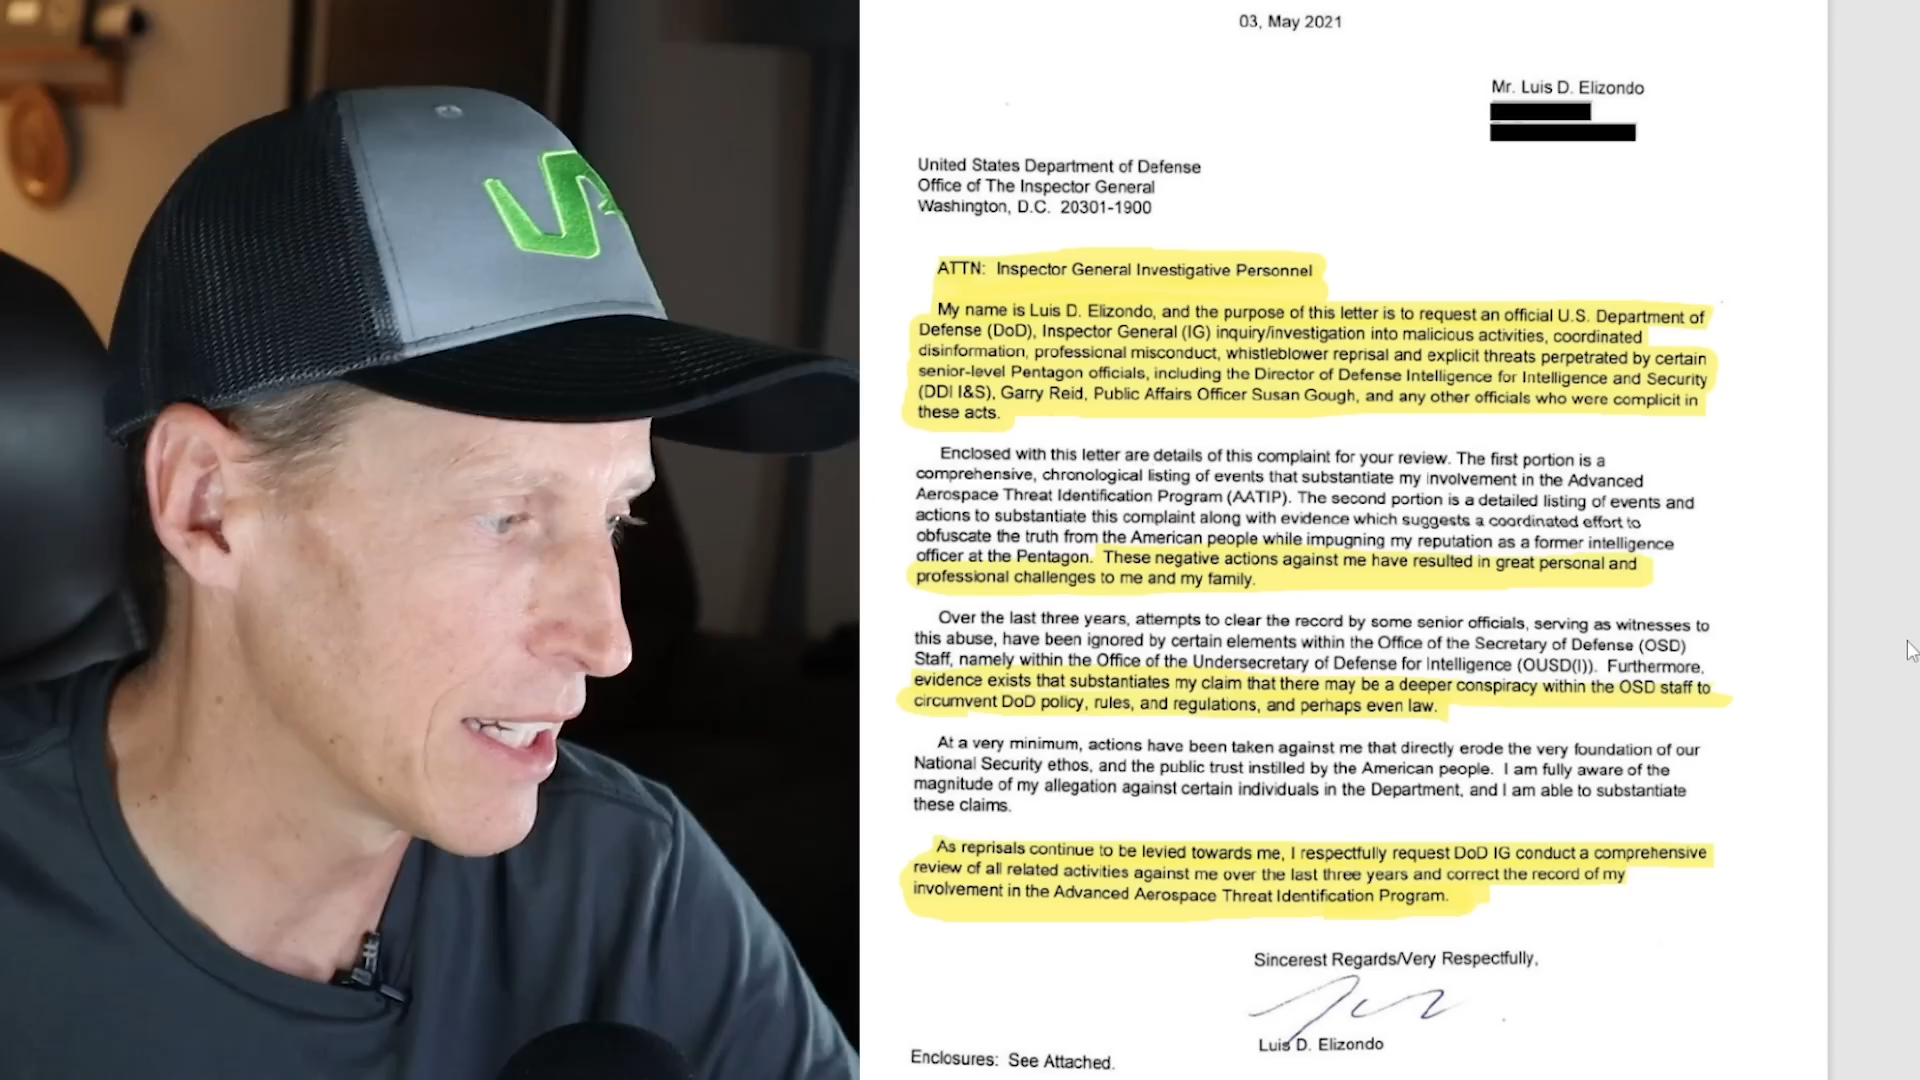 03, May 2021
Mr. Luis D. Elizondo
United States Department of Defense
Office of The Inspector General
Washington, D.C. 20301-1900
ATTN: Inspector General Investigative Personnel
My name is Luis D. Elizondo, and the purpose of this letter is to request an official U.S. Department of
Defense (DoD), Inspector General (IG) inquiry/investigation into malicious activities, coordinated
disinformation, professional misconduct, whistleblower reprisal and explicit threats perpetrated by certain
senior-level Pentagon officials, including the Director of Defense Intelligence for Intelligence and Security
(DDI I&S), Garry Reid, Public Affairs Officer Susan Gough, and any other officials who were complicit in
these acts.
Enclosed with this letter are details of this complaint for your review. The first portion is a
comprehensive, chronological listing of events that substantiate my involvement in the Advanced
Aerospace Threat Identification Program (AATIP). The second portion is a detailed listing of events and
actions to substantiate this complaint along with evidence which suggests a coordinated effort to
obfuscate the truth from the American people while impugning my reputation as a former intelligence
officer at the Pentagon. These negative actions against me have resulted in great personal and
professional challenges to me and my family.
Over the last three years, attempts to clear the record by some senior officials, serving as witnesses to
this abuse, have been ignored by certain elements within the Office of the Secretary of Defense (OSD)
Staff, namely within the Office of the Undersecretary of Defense for Intelligence (OUSD(I)). Furthermore,
evidence exists that substantiates my claim that there may be a deeper conspiracy within the OSD staff to
circumvent DoD policy, rules, and regulations, and perhaps even law.
At a very minimum, actions have been taken against me that directly erode the very foundation of our
National Security ethos, and the public trust instilled by the American people. I am fully aware of the
magnitude of my allegation against certain individuals in the Department, and I am able to substantiate
these claims.
As reprisals continue to be levied towards me, I respectfully request DoD IG conduct a comprehensive
review of all related activities against me over the last three years and correct the record of my
involvement in the Advanced Aerospace Threat Identification Program.
Sincerest Regards/Very Respectfully,
Luis D. Elizondo
Enclosures: See Attached.